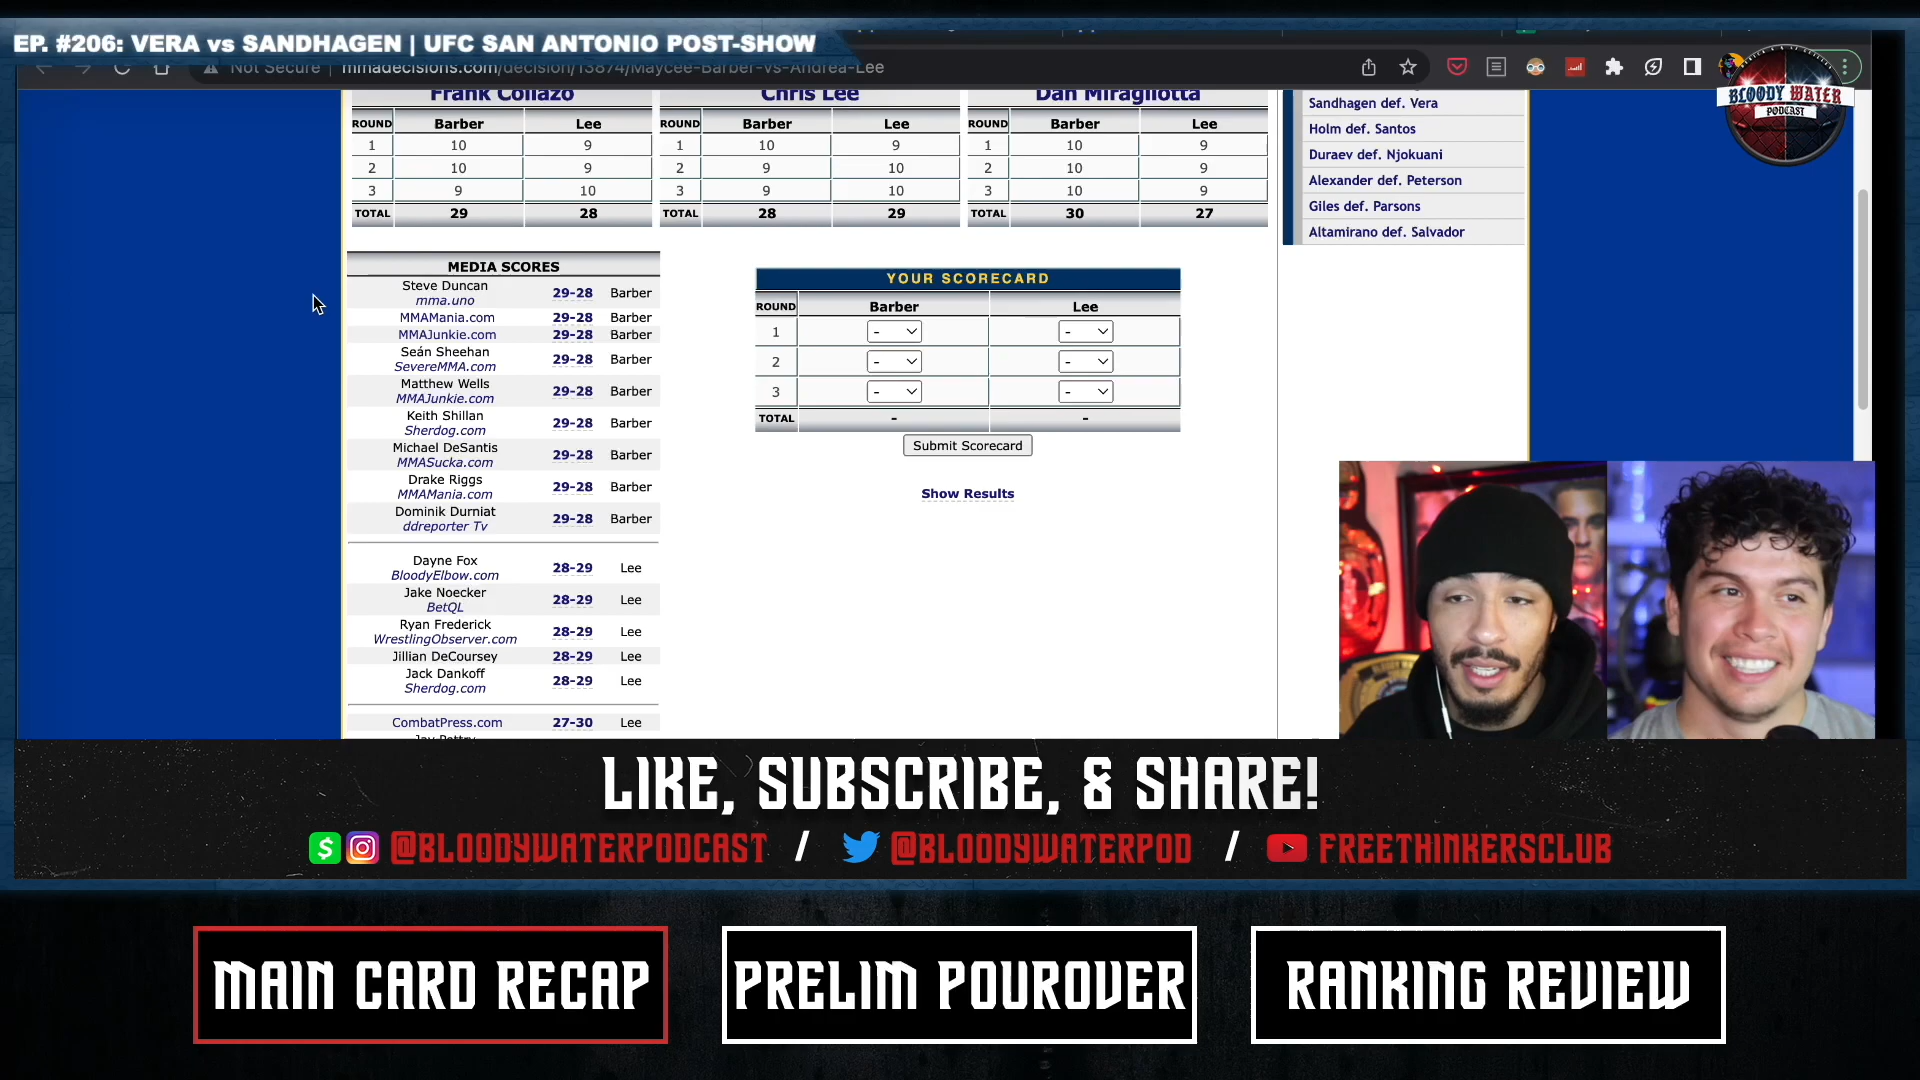 EP. #206: VERA vs SANDHAGEN | UFC SAN ANTONIO POST-SHOW
Not Secure | mmadecisions.com/decision/13874/Maycee-Barber-vs-Andrea-Lee
BLOODY WATER
PODCAST
Frank Collazo Chris Lee Dan Miragliotta
ROUND Barber Lee ROUND Barber Lee ROUND Barber Lee
1 10 9 1 10 9 1 10 9
2 10 9 2 9 10 2 10 9
3 9 10 3 9 10 3 10 9
TOTAL 29 28 TOTAL 28 29 TOTAL 30 27
Sandhagen def. Vera
Holm def. Santos
Duraev def. Njokuani
Alexander def. Peterson
Giles def. Parsons
Altamirano def. Salvador
MEDIA SCORES
Steve Duncan
mma.uno 29-28 Barber
MMAMania.com 29-28 Barber
MMAJunkie.com 29-28 Barber
Seán Sheehan
SevereMMA.com 29-28 Barber
Matthew Wells
MMAJunkie.com 29-28 Barber
Keith Shillan
Sherdog.com 29-28 Barber
Michael DeSantis
MMASucka.com 29-28 Barber
Drake Riggs
MMAMania.com 29-28 Barber
Dominik Durniat
ddreporter Tv 29-28 Barber
Dayne Fox
BloodyElbow.com 28-29 Lee
Jake Noecker
BetQL 28-29 Lee
Ryan Frederick
WrestlingObserver.com 28-29 Lee
Jillian DeCoursey 28-29 Lee
Jack Dankoff
Sherdog.com 28-29 Lee
CombatPress.com 27-30 Lee
YOUR SCORECARD
ROUND Barber Lee
1 - -
2 - -
3 - -
TOTAL - -
Submit Scorecard
Show Results
LIKE, SUBSCRIBE, & SHARE!
$ @BLOODYWATERPODCAST / @BLOODYWATERPOD / FREETHINKERSCLUB
MAIN CARD RECAP
PRELIM POUROVER
RANKING REVIEW